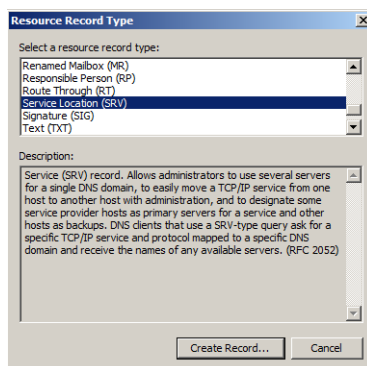 Resource Record Type
Select a resource record type:
Renamed Mailbox (MR)
Responsible Person (RP)
Route Through (RT)
Service Location (SRV)
Signature (SIG)
Text (TXT)
Description:
Service (SRV) record. Allows administrators to use several servers
for a single DNS domain, to easily move a TCP/IP service from one
host to another host with administration, and to designate some
service provider hosts as primary servers for a service and other
hosts as backups. DNS clients that use a SRV-type query ask for a
specific TCP/IP service and protocol mapped to a specific DNS
domain and receive the names of any available servers. (RFC 2052)
Create Record... Cancel